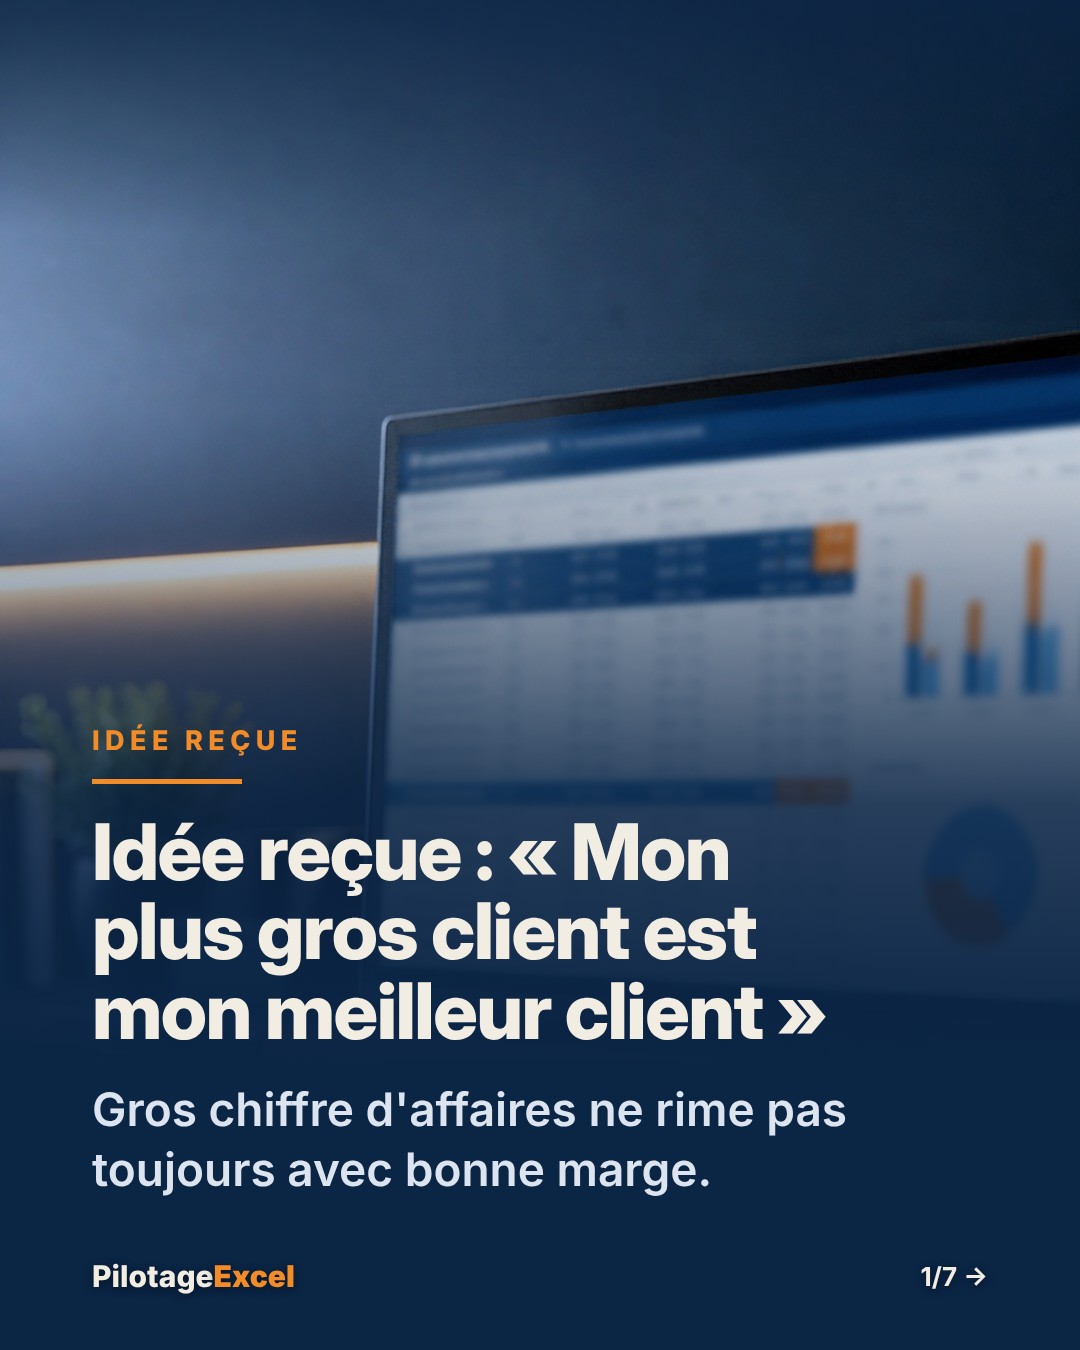 IDÉE REÇUE
Idée reçue : « Mon
plus gros client est
mon meilleur client »
Gros chiffre d'affaires ne rime pas
toujours avec bonne marge.
PilotageExcel
1/7 →